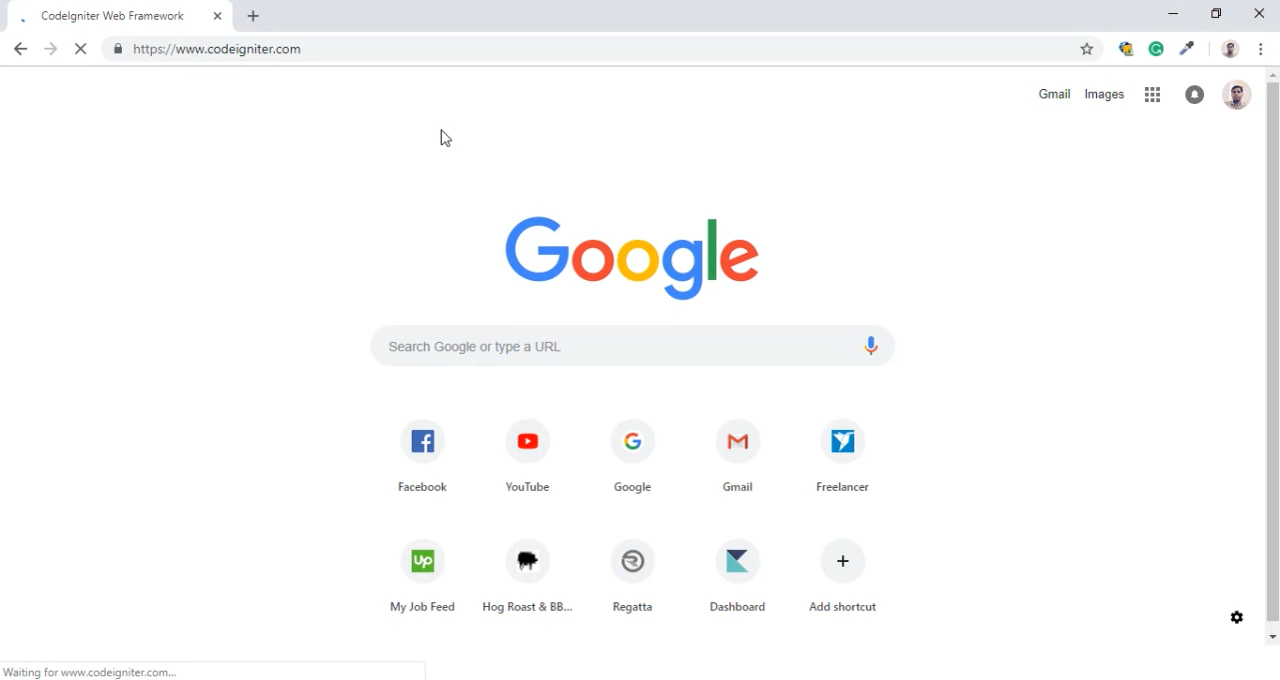 CodeIgniter Web Framework
https://www.codeigniter.com
Gmail Images
Google
Search Google or type a URL
Facebook YouTube Google Gmail Freelancer
up
My Job Feed Hog Roast & BB... Regatta Dashboard Add shortcut
Waiting for www.codeigniter.com...